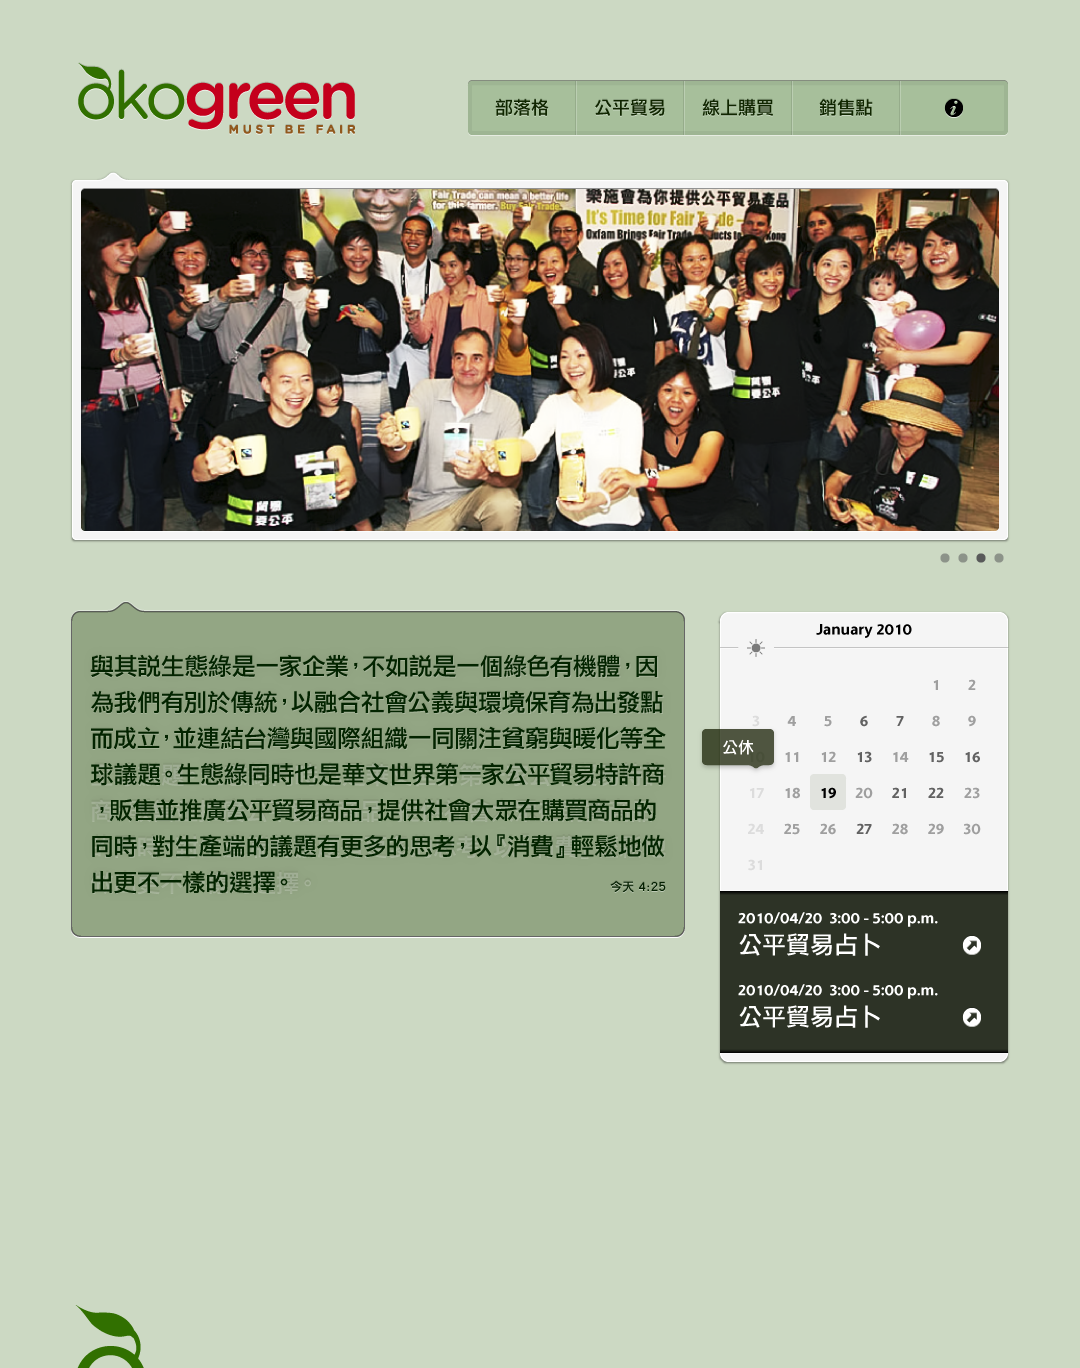 ökogreen
MUST BE FAIR
部落格
公平貿易
線上購買
銷售點
i
Fair Trade can mean a better life
for this farmer. Buy Fair Trade.
樂施會為你提供公平貿易產品
It's Time for Fair Trade –
Oxfam Brings Fair Trade Products to Hong Kong
要公平
與其說生態綠是一家企業，不如說是一個綠色有機體，因
為我們有別於傳統，以融合社會公義與環境保育為出發點
而成立，並連結台灣與國際組織一同關注貧窮與暖化等全
球議題。生態綠同時也是華文世界第一家公平貿易特許商
，販售並推廣公平貿易商品，提供社會大眾在購買商品的
同時，對生產端的議題有更多的思考，以『消費』輕鬆地做
出更不一樣的選擇。
今天 4:25
January 2010
1 2
3 4 5 6 7 8 9
公休
10 11 12 13 14 15 16
17 18 19 20 21 22 23
24 25 26 27 28 29 30
31
2010/04/20 3:00 - 5:00 p.m.
公平貿易占卜
2010/04/20 3:00 - 5:00 p.m.
公平貿易占卜